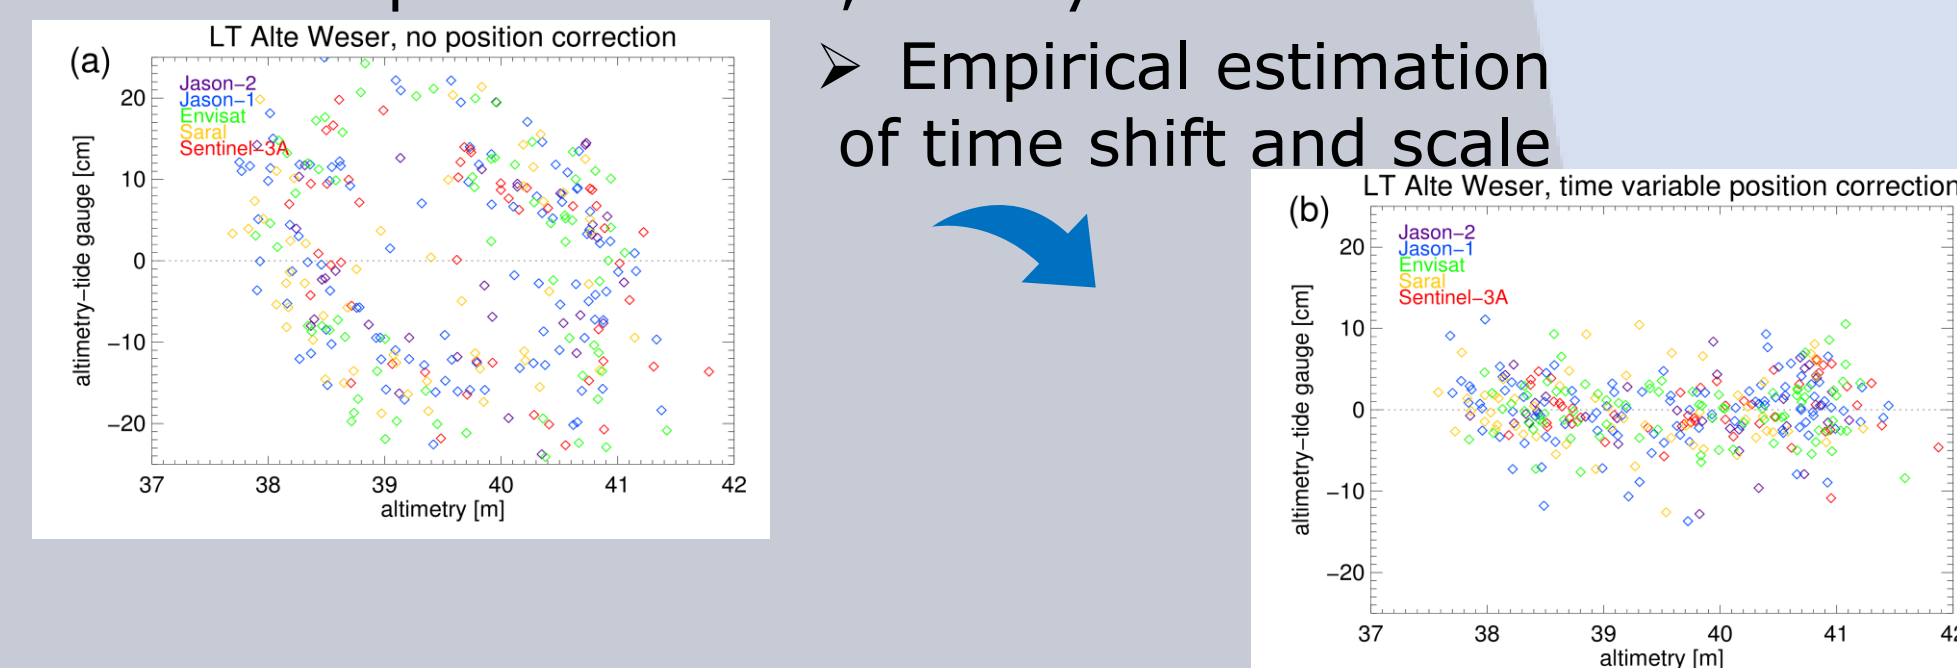 LT Alte Weser, no position correction
(a)
Jason-2
Jason-1
Envisat
Saral
Sentinel-3A
altimetry-tide gauge [cm]
20
10
0
-10
-20
37 38 39 40 41 42
altimetry [m]
➢ Empirical estimation
of time shift and scale
LT Alte Weser, time variable position correction
(b)
Jason-2
Jason-1
Envisat
Saral
Sentinel-3A
altimetry-tide gauge [cm]
20
10
0
-10
-20
37 38 39 40 41
altimetry [m]